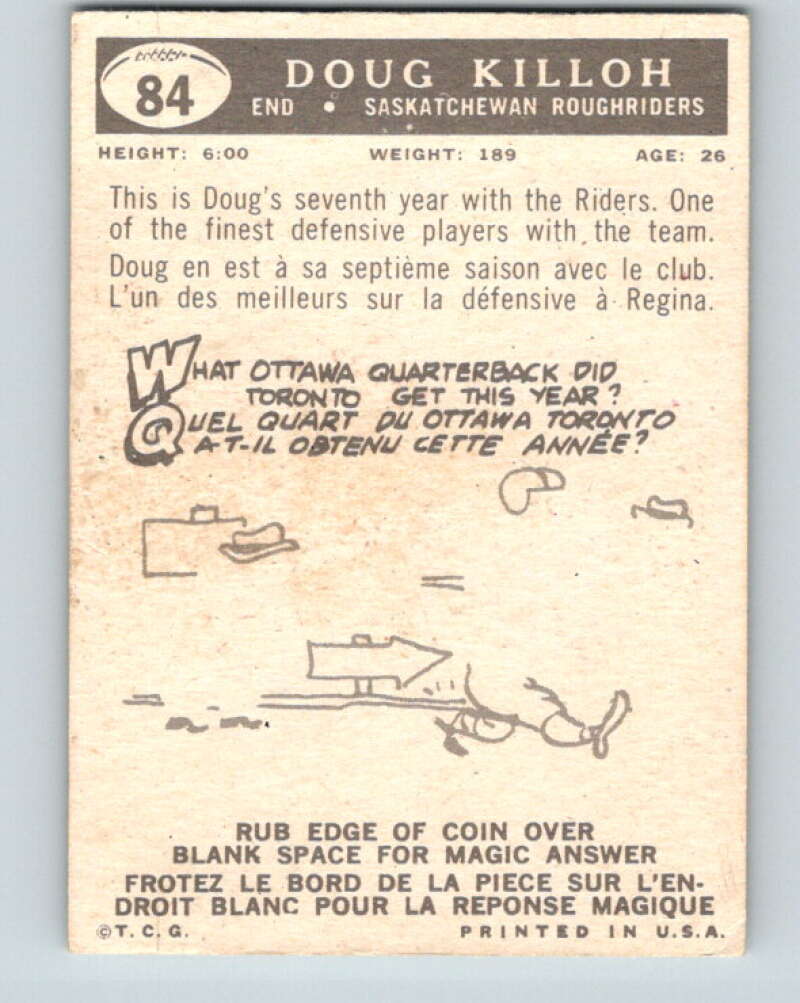 84
DOUG KILLOH
END • SASKATCHEWAN ROUGHRIDERS
HEIGHT: 6:00 WEIGHT: 189 AGE: 26
This is Doug's seventh year with the Riders. One
of the finest defensive players with the team.
Doug en est à sa septième saison avec le club.
L'un des meilleurs sur la défensive à Regina.
WHAT OTTAWA QUARTERBACK DID
TORONTO GET THIS YEAR?
QUEL QUART DU OTTAWA TORONTO
A-T-IL OBTENU CETTE ANNÉE?
RUB EDGE OF COIN OVER
BLANK SPACE FOR MAGIC ANSWER
FROTEZ LE BORD DE LA PIECE SUR L'EN-
DROIT BLANC POUR LA REPONSE MAGIQUE
©T.C.G. PRINTED IN U.S.A.